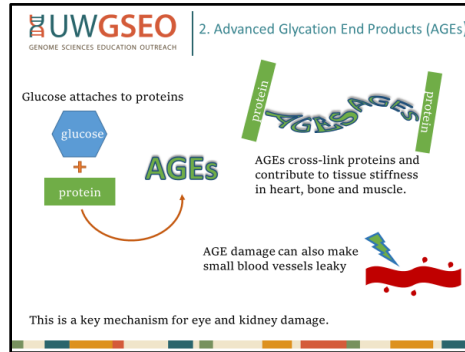 UWGSEO
GENOME SCIENCES EDUCATION OUTREACH
2. Advanced Glycation End Products (AGEs)
Glucose attaches to proteins
glucose
+
protein
AGEs
protein
AGEs AGEs
protein
AGEs cross-link proteins and
contribute to tissue stiffness
in heart, bone and muscle.
AGE damage can also make
small blood vessels leaky
This is a key mechanism for eye and kidney damage.